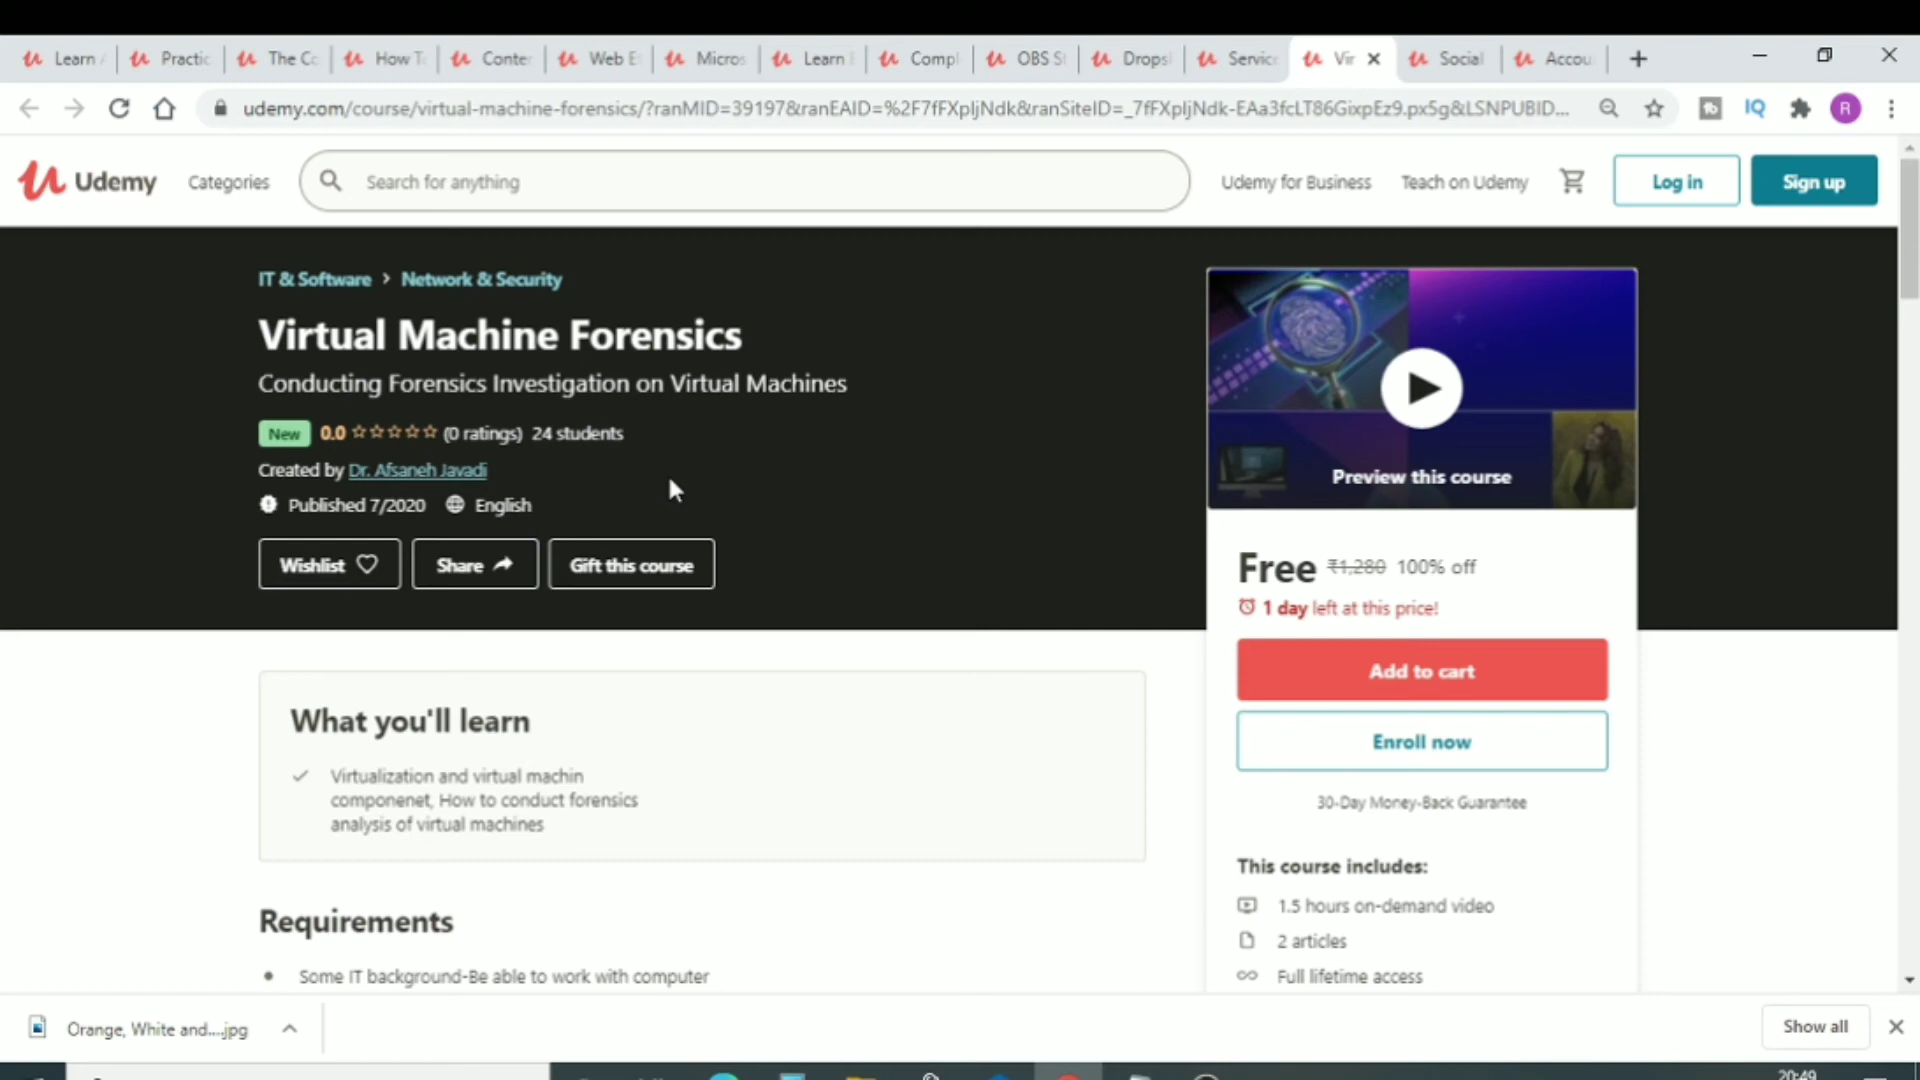 Learn
Practic
The Co
How T
Conter
Web E
Micros
Learn
Compl
OBS St
Drops
Servic
Vir
Social
Accou
udemy.com/course/virtual-machine-forensics/?ranMID=39197&ranEAID=%2F7fFXpljNdk&ranSiteID=_7fFXpljNdk-EAa3fcLT86GixpEz9.px5g&LSNPUBID...
IQ
R
Udemy
Categories
Search for anything
Udemy for Business
Teach on Udemy
Log in
Sign up
IT & Software > Network & Security
Virtual Machine Forensics
Conducting Forensics Investigation on Virtual Machines
New 0.0 (0 ratings) 24 students
Created by Dr. Afsaneh Javadi
Published 7/2020 English
Wishlist
Share
Gift this course
Preview this course
Free ₹1,280 100% off
1 day left at this price!
Add to cart
Enroll now
30-Day Money-Back Guarantee
This course includes:
1.5 hours on-demand video
2 articles
Full lifetime access
What you'll learn
Virtualization and virtual machin
componenet, How to conduct forensics
analysis of virtual machines
Requirements
Some IT background-Be able to work with computer
Orange, White and....jpg
Show all
20:49